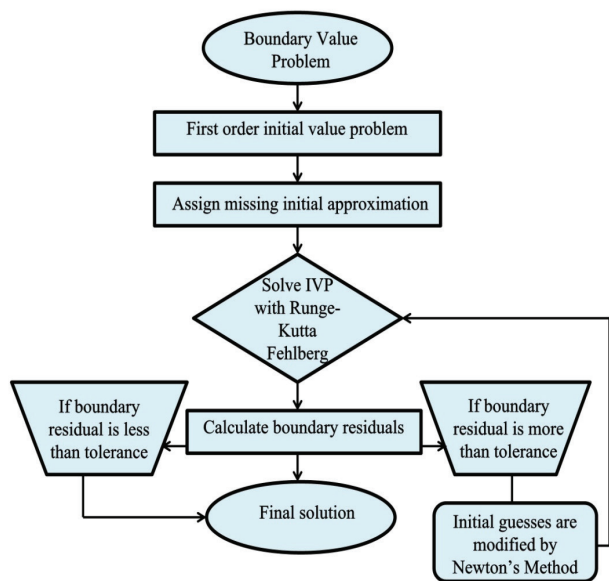 Boundary Value
Problem
First order initial value problem
Assign missing initial approximation
Solve IVP
with Runge-
Kutta
Fehlberg
If boundary
residual is less
than tolerance
Calculate boundary residuals
If boundary
residual is more
than tolerance
Final solution
Initial guesses are
modified by
Newton's Method